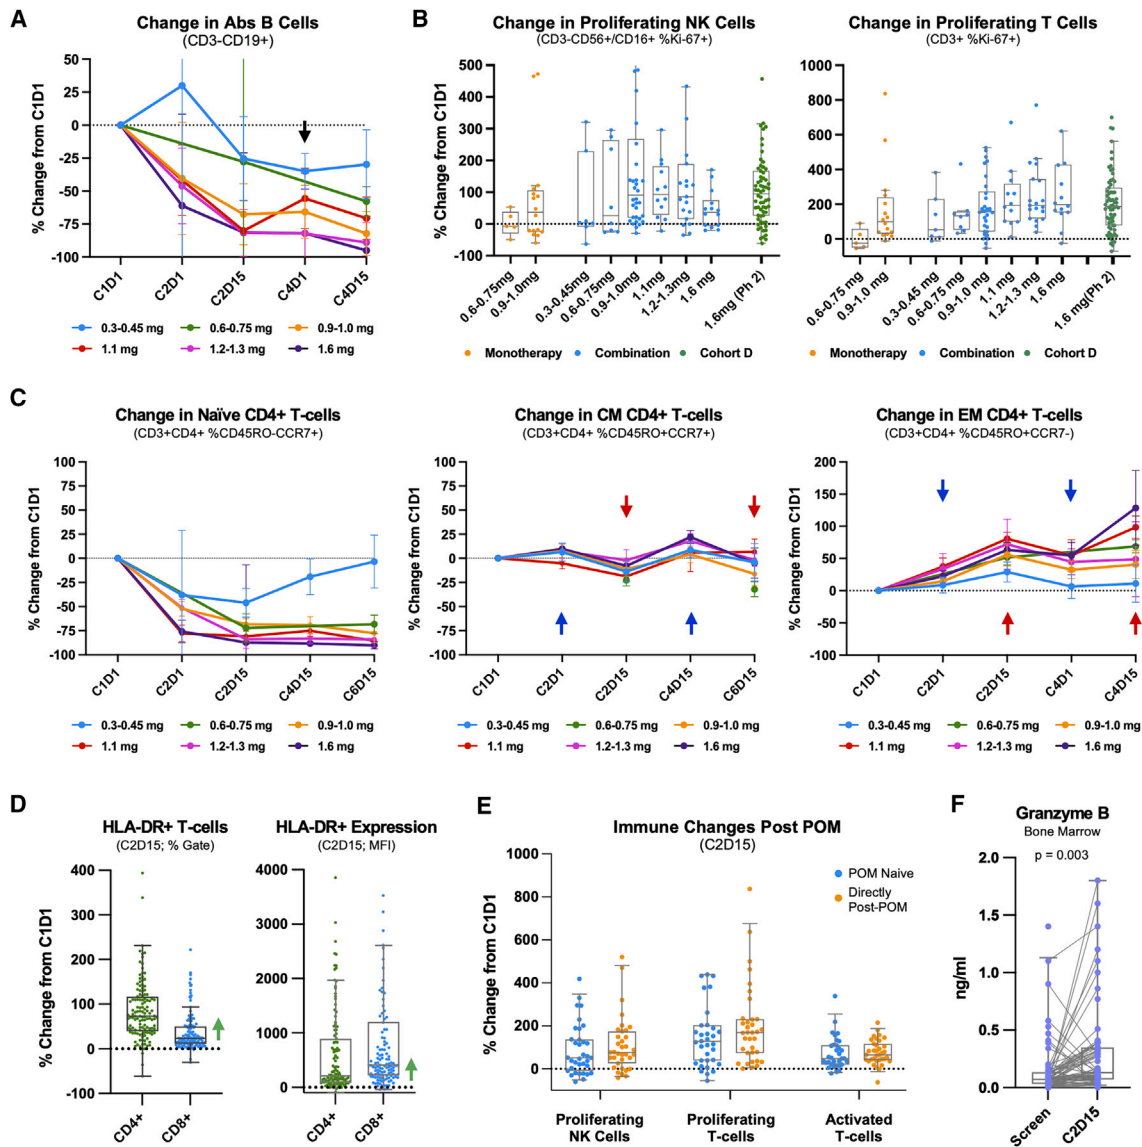 A
Change in Abs B Cells
(CD3-CD19+)
% Change from C1D1
50
25
0
-25
-50
-75
-100
C1D1
C2D1
C2D15
C4D1
C4D15
0.3-0.45 mg
0.6-0.75 mg
0.9-1.0 mg
1.1 mg
1.2-1.3 mg
1.6 mg
B
Change in Proliferating NK Cells
(CD3-CD56+/CD16+ %Ki-67+)
% Change from C1D1
500
400
300
200
100
0
-100
0.6-0.75mg
0.9-1.0mg
0.3-0.45mg
0.6-0.75mg
0.9-1.0mg
1.1mg
1.2-1.3mg
1.6 mg
1.6mg(Ph 2)
Monotherapy
Combination
Cohort D
Change in Proliferating T Cells
(CD3+ %Ki-67+)
1000
800
600
400
200
0
0.6-0.75 mg
0.9-1.0 mg
0.3-0.45 mg
0.6-0.75 mg
0.9-1.0 mg
1.1 mg
1.2-1.3 mg
1.6 mg
1.6 mg(Ph 2)
Monotherapy
Combination
Cohort D
C
Change in Naïve CD4+ T-cells
(CD3+CD4+ %CD45RO-CCR7+)
% Change from C1D1
100
75
50
25
0
-25
-50
-75
-100
C1D1
C2D1
C2D15
C4D15
C6D15
0.3-0.45 mg
0.6-0.75 mg
0.9-1.0 mg
1.1 mg
1.2-1.3 mg
1.6 mg
Change in CM CD4+ T-cells
(CD3+CD4+ %CD45RO+CCR7+)
% Change from C1D1
100
75
50
25
0
-25
-50
-75
-100
C1D1
C2D1
C2D15
C4D15
C6D15
0.3-0.45 mg
0.6-0.75 mg
0.9-1.0 mg
1.1 mg
1.2-1.3 mg
1.6 mg
Change in EM CD4+ T-cells
(CD3+CD4+ %CD45RO+CCR7-)
% Change from C1D1
200
150
100
50
0
-50
-100
C1D1
C2D1
C2D15
C4D1
C4D15
0.3-0.45 mg
0.6-0.75 mg
0.9-1.0 mg
1.1 mg
1.2-1.3 mg
1.6 mg
D
HLA-DR+ T-cells
(C2D15; % Gate)
% Change from C1D1
400
300
200
100
0
-100
CD4+
CD8+
HLA-DR+ Expression
(C2D15; MFI)
4000
3000
2000
1000
0
CD4+
CD8+
E
Immune Changes Post POM
(C2D15)
% Change from C1D1
1000
800
600
400
200
0
POM Naive
Directly
Post-POM
Proliferating
NK Cells
Proliferating
T-cells
Activated
T-cells
F
Granzyme B
Bone Marrow
p = 0.003
ng/ml
2.0
1.5
1.0
0.5
0.0
Screen
C2D15